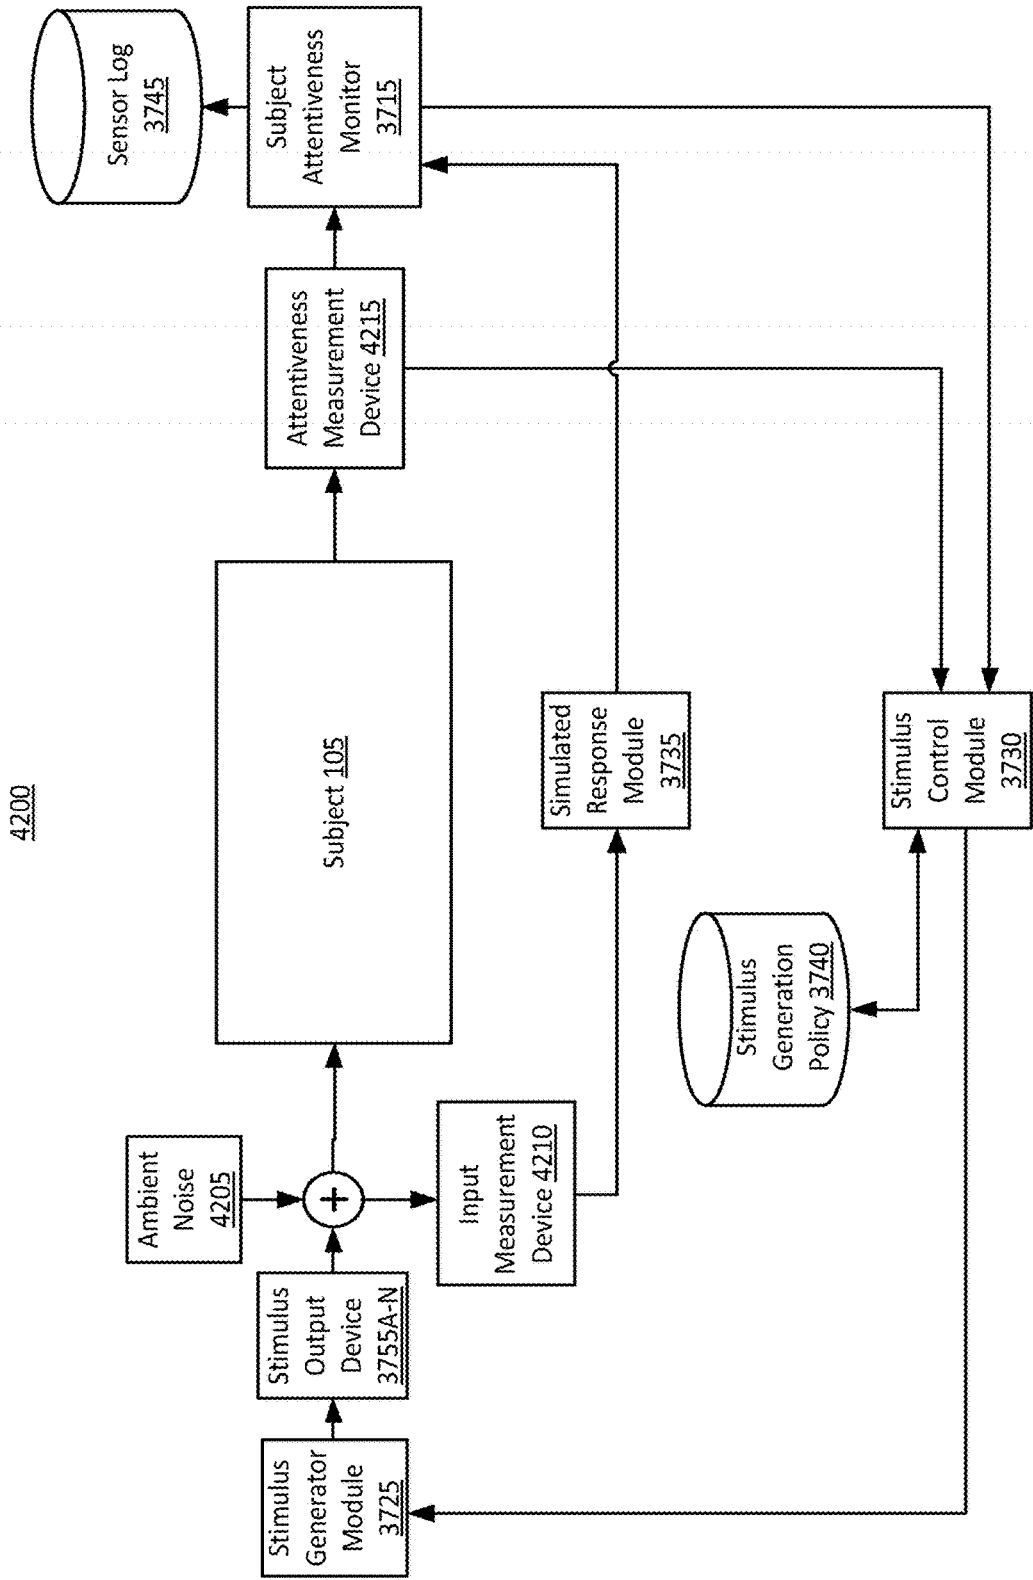 4200
Ambient
Noise
4205
Sensor Log
3745
Stimulus
Generator
Module
3725
Stimulus
Output
Device
3755A-N
Subject 105
Attentiveness
Measurement
Device 4215
Subject
Attentiveness
Monitor
3715
Input
Measurement
Device 4210
Simulated
Response
Module
3735
Stimulus
Generation
Policy 3740
Stimulus
Control
Module
3730